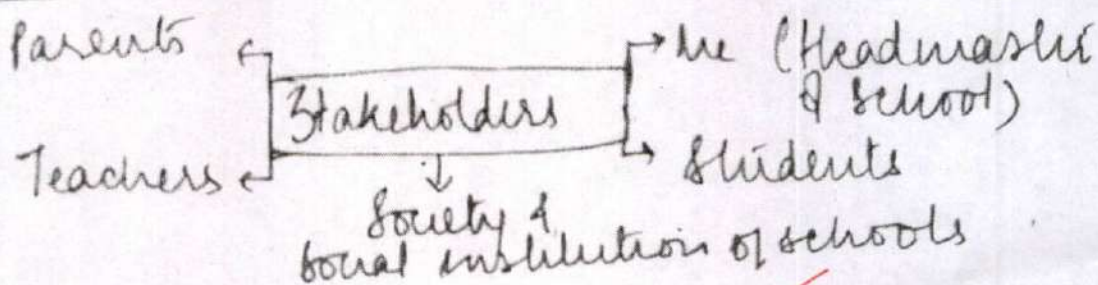 Parents
me (Headmaster
of School)
Stakeholders
Teachers
Students
Society &
social institution of schools